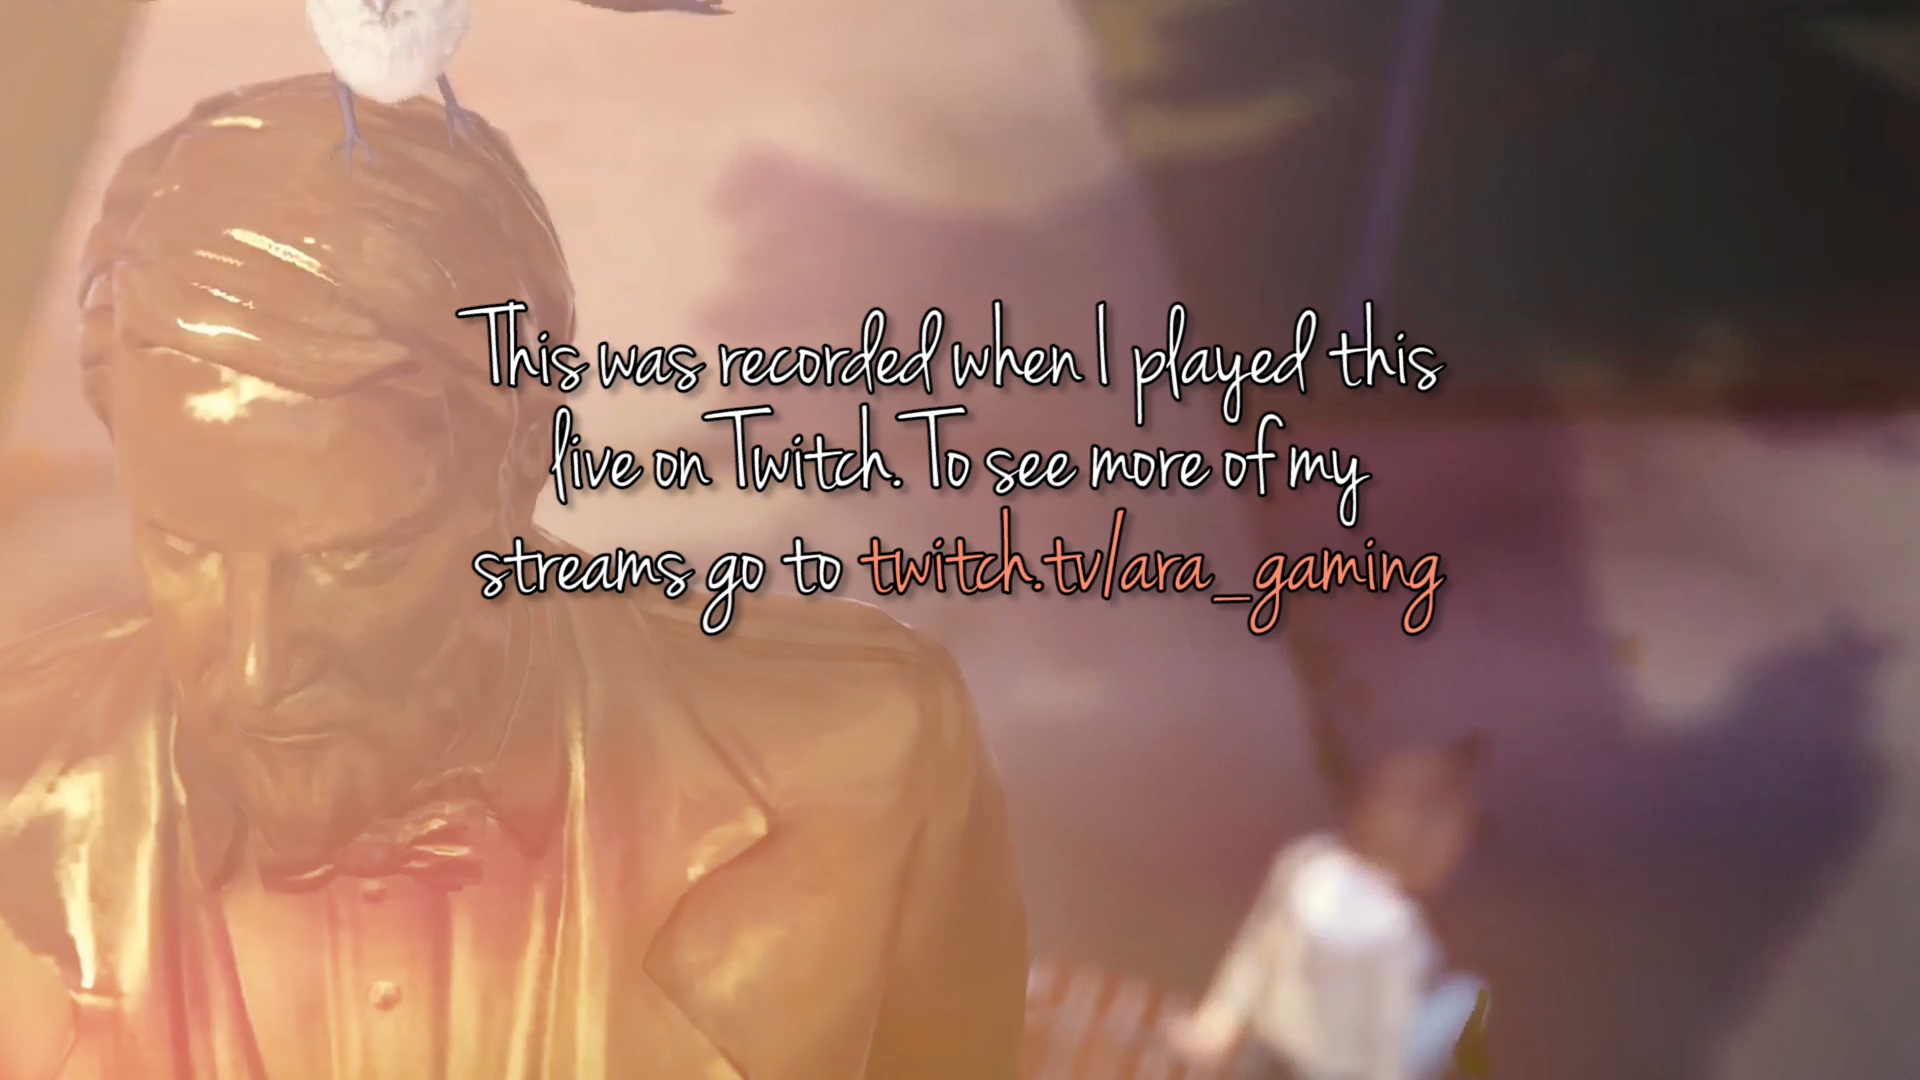 This was recorded when I played this
live on Twitch. To see more of my
streams go to twitch.tv/ara_gaming